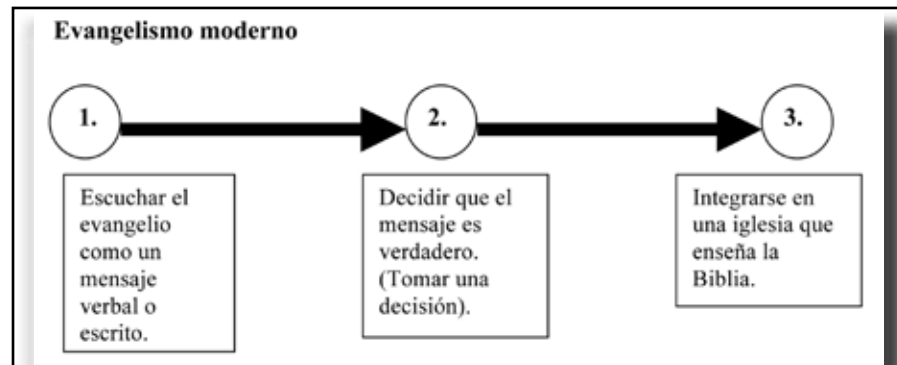 Evangelismo moderno
1.
2.
3.
Escuchar el
evangelio
como un
mensaje
verbal o
escrito.
Decidir que el
mensaje es
verdadero.
(Tomar una
decisión).
Integrarse en
una iglesia que
enseña la
Biblia.